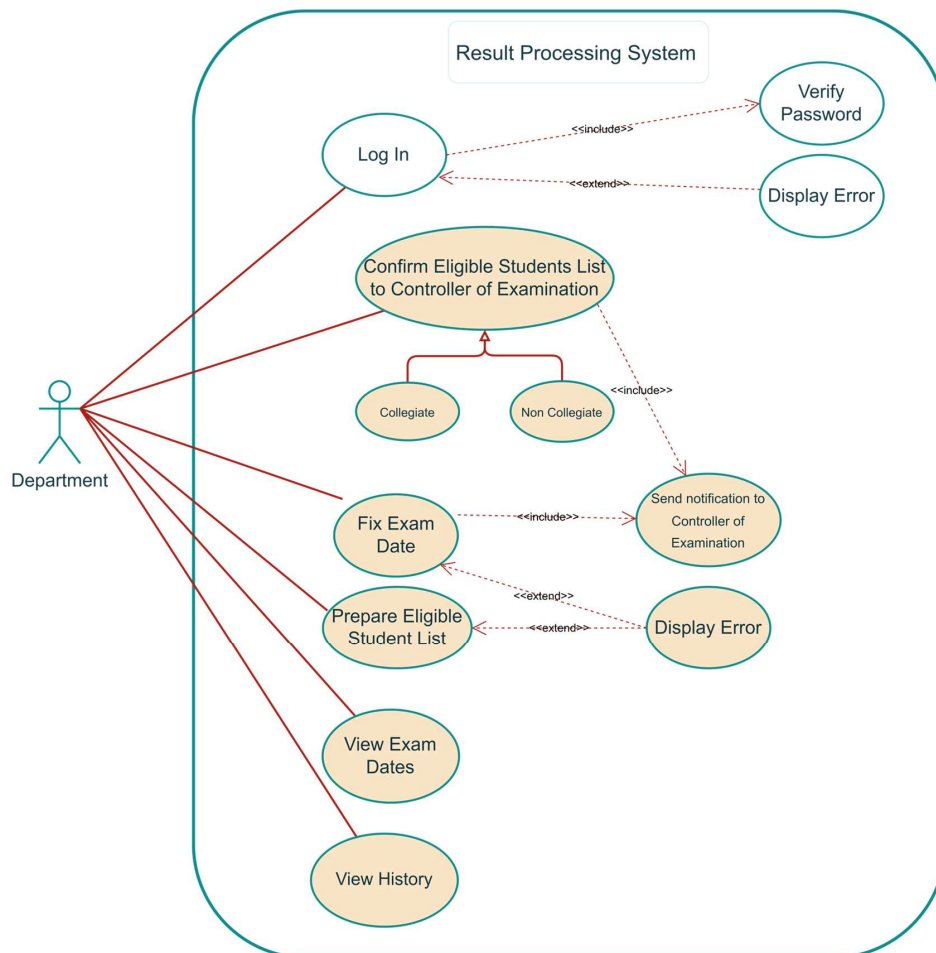 Result Processing System
Verify
Password
<<include>>
Log In
<<extend>>
Display Error
Confirm Eligible Students List
to Controller of Examination
<<include>>
Collegiate
Non Collegiate
Department
Send notification to
Controller of
Examination
Fix Exam
Date
<<include>>
<<extend>>
Prepare Eligible
Student List
<<extend>>
Display Error
View Exam
Dates
View History